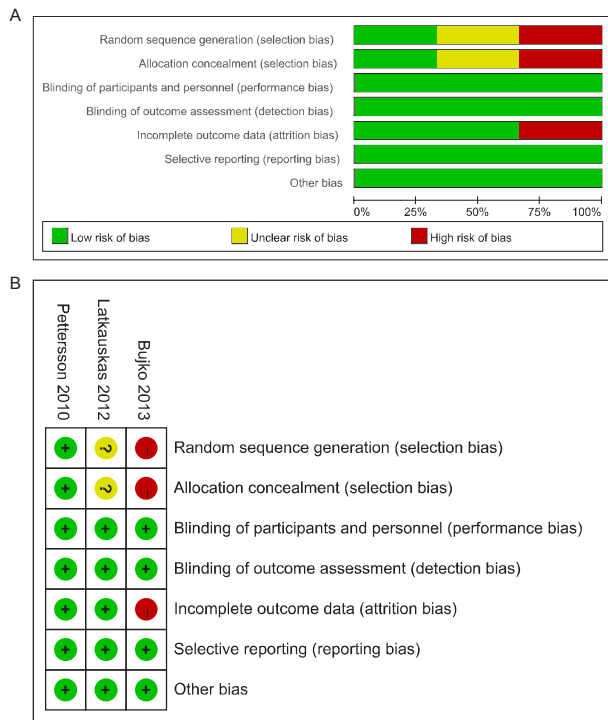 A
Random sequence generation (selection bias)
Allocation concealment (selection bias)
Blinding of participants and personnel (performance bias)
Blinding of outcome assessment (detection bias)
Incomplete outcome data (attrition bias)
Selective reporting (reporting bias)
Other bias
0% 25% 50% 75% 100%
Low risk of bias Unclear risk of bias High risk of bias
B
Pettersson 2010
Latkauskas 2012
Bujko 2013
+ ? Random sequence generation (selection bias)
+ ? Allocation concealment (selection bias)
+ + + Blinding of participants and personnel (performance bias)
+ + + Blinding of outcome assessment (detection bias)
+ + Incomplete outcome data (attrition bias)
+ + + Selective reporting (reporting bias)
+ + + Other bias